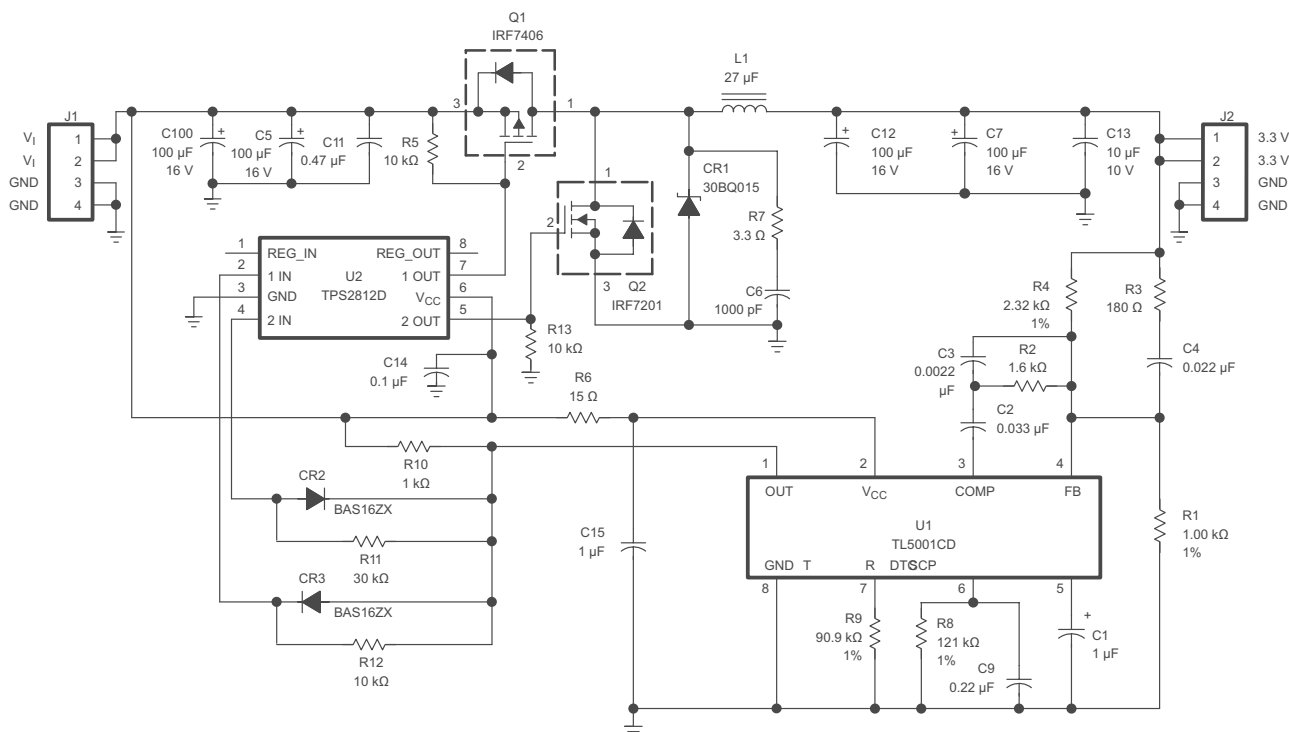 Q1
IRF7406
L1
27 µF
J1
3
1
J2
V_I
1
C100
100 µF
16 V
+
C5
100 µF
16 V
+
C11
0.47 µF
R5
10 kΩ
2
+
C12
100 µF
16 V
+
C7
100 µF
16 V
C13
10 µF
10 V
1
3.3 V
V_I
2
2
3.3 V
GND
3
3
GND
GND
4
4
GND
CR1
30BQ015
1
2
3
Q2
IRF7201
R7
3.3 Ω
C6
1000 pF
1
REG_IN
REG_OUT
8
2
1 IN
U2
1 OUT
7
3
GND
TPS2812D
V_CC
6
4
2 IN
2 OUT
5
R13
10 kΩ
C14
0.1 µF
R4
2.32 kΩ
1%
R3
180 Ω
C3
0.0022
µF
R2
1.6 kΩ
C4
0.022 µF
C2
0.033 µF
R6
15 Ω
R10
1 kΩ
CR2
BAS16ZX
R11
30 kΩ
CR3
BAS16ZX
R12
10 kΩ
C15
1 µF
1
2
3
4
OUT
V_CC
COMP
FB
U1
TL5001CD
GND
T
R
DTC
SCP
8
7
6
5
R1
1.00 kΩ
1%
R9
90.9 kΩ
1%
R8
121 kΩ
1%
C9
0.22 µF
+
C1
1 µF